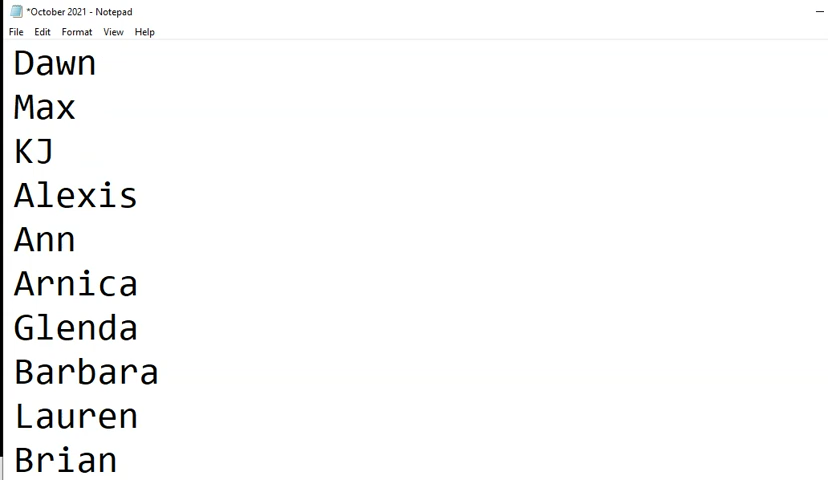 *October 2021 - Notepad
File Edit Format View Help
Dawn
Max
KJ
Alexis
Ann
Arnica
Glenda
Barbara
Lauren
Brian